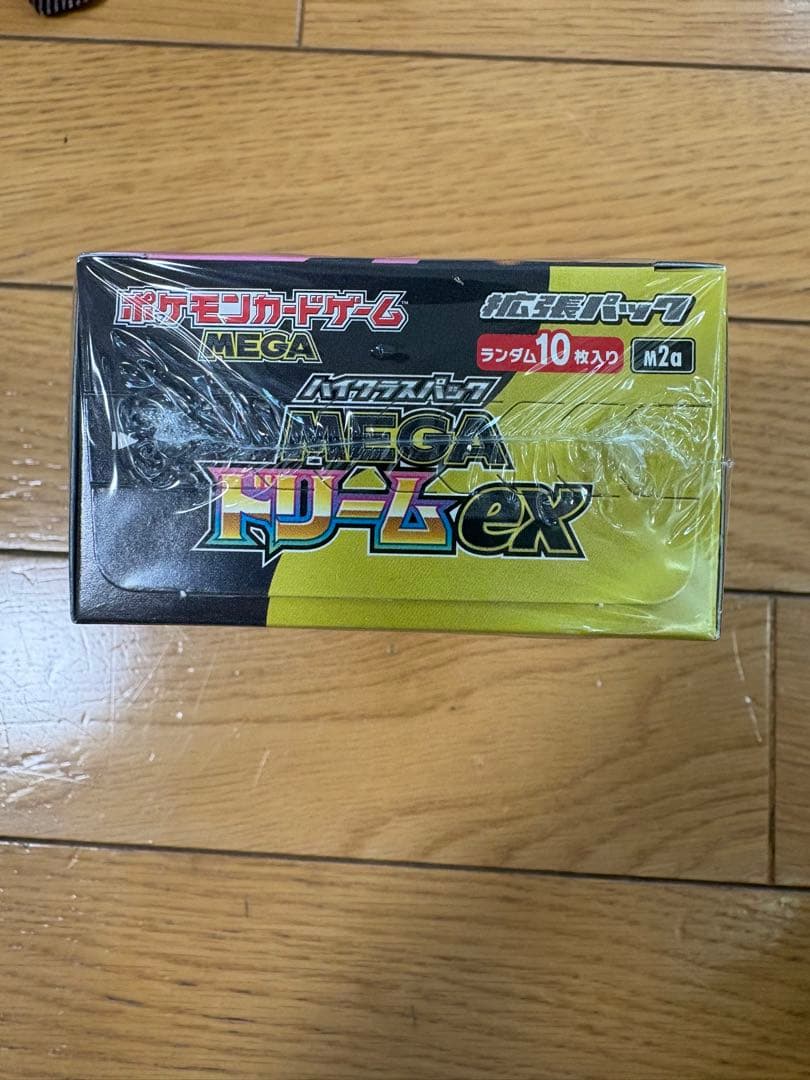 ポケモンカードゲーム
MEGA
拡張パック
ランダム10枚入り M2a
ハイクラスパック
MEGA
ドリームex